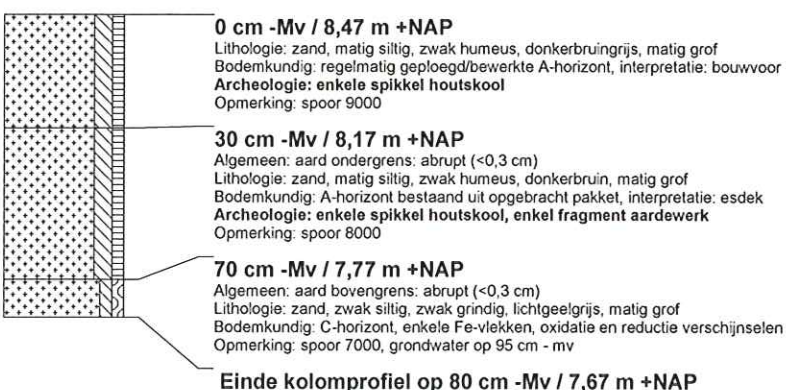 0 cm -Mv / 8,47 m +NAP
Lithologie: zand, matig siltig, zwak humeus, donkerbruingrijs, matig grof
Bodemkundig: regelmatig geploegd/bewerkte A-horizont, interpretatie: bouwvoor
Archeologie: enkele spikkel houtskool
Opmerking: spoor 9000
30 cm -Mv / 8,17 m +NAP
Algemeen: aard ondergrens: abrupt (<0,3 cm)
Lithologie: zand, matig siltig, zwak humeus, donkerbruin, matig grof
Bodemkundig: A-horizont bestaand uit opgebracht pakket, interpretatie: esdek
Archeologie: enkele spikkel houtskool, enkel fragment aardewerk
Opmerking: spoor 8000
70 cm -Mv / 7,77 m +NAP
Algemeen: aard bovengrens: abrupt (<0,3 cm)
Lithologie: zand, zwak siltig, zwak grindig, lichtgeelgrijs, matig grof
Bodemkundig: C-horizont, enkele Fe-vlekken, oxidatie en reductie verschijnselen
Opmerking: spoor 7000, grondwater op 95 cm - mv
Einde kolomprofiel op 80 cm -Mv / 7,67 m +NAP